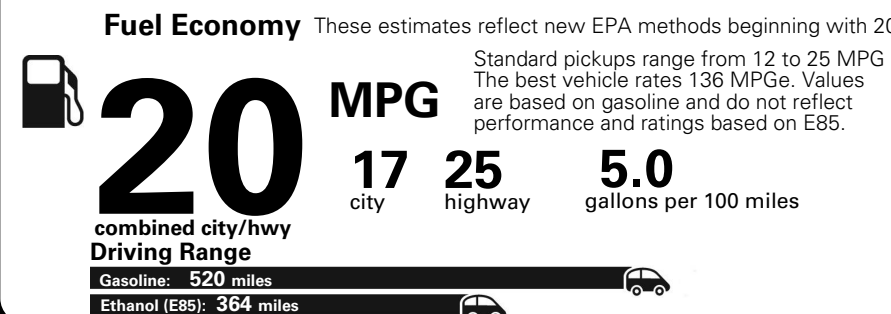 Fuel Economy These estimates reflect new EPA methods beginning with
Standard pickups range from 12 to 25 MPG
The best vehicle rates 136 MPGe. Values
are based on gasoline and do not reflect
performance and ratings based on E85.
20 MPG
17 25 5.0
city highway gallons per 100 miles
combined city/hwy
Driving Range
Gasoline: 520 miles
Ethanol (E85): 364 miles